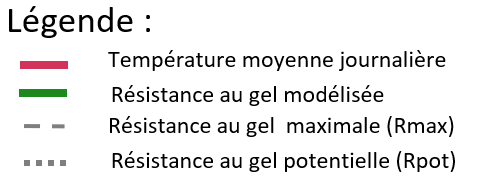 Légende :
Température moyenne journalière
Résistance au gel modélisée
Résistance au gel  maximale (Rmax)
Résistance au gel potentielle (Rpot)